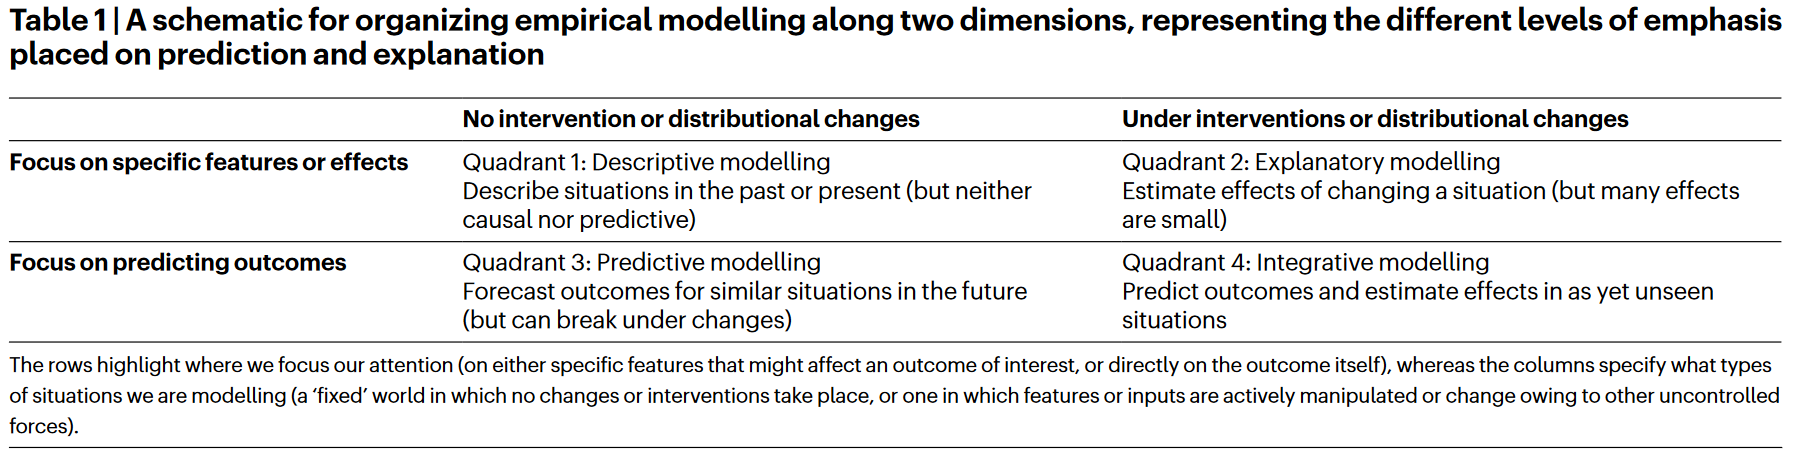 Table 1 | A schematic for organizing empirical modelling along two dimensions, representing the different levels of emphasis
placed on prediction and explanation
No intervention or distributional changes
Under interventions or distributional changes
Focus on specific features or effects
Quadrant 1: Descriptive modelling
Describe situations in the past or present (but neither
causal nor predictive)
Quadrant 2: Explanatory modelling
Estimate effects of changing a situation (but many effects
are small)
Focus on predicting outcomes
Quadrant 3: Predictive modelling
Forecast outcomes for similar situations in the future
(but can break under changes)
Quadrant 4: Integrative modelling
Predict outcomes and estimate effects in as yet unseen
situations
The rows highlight where we focus our attention (on either specific features that might affect an outcome of interest, or directly on the outcome itself), whereas the columns specify what types
of situations we are modelling (a ‘fixed’ world in which no changes or interventions take place, or one in which features or inputs are actively manipulated or change owing to other uncontrolled
forces).